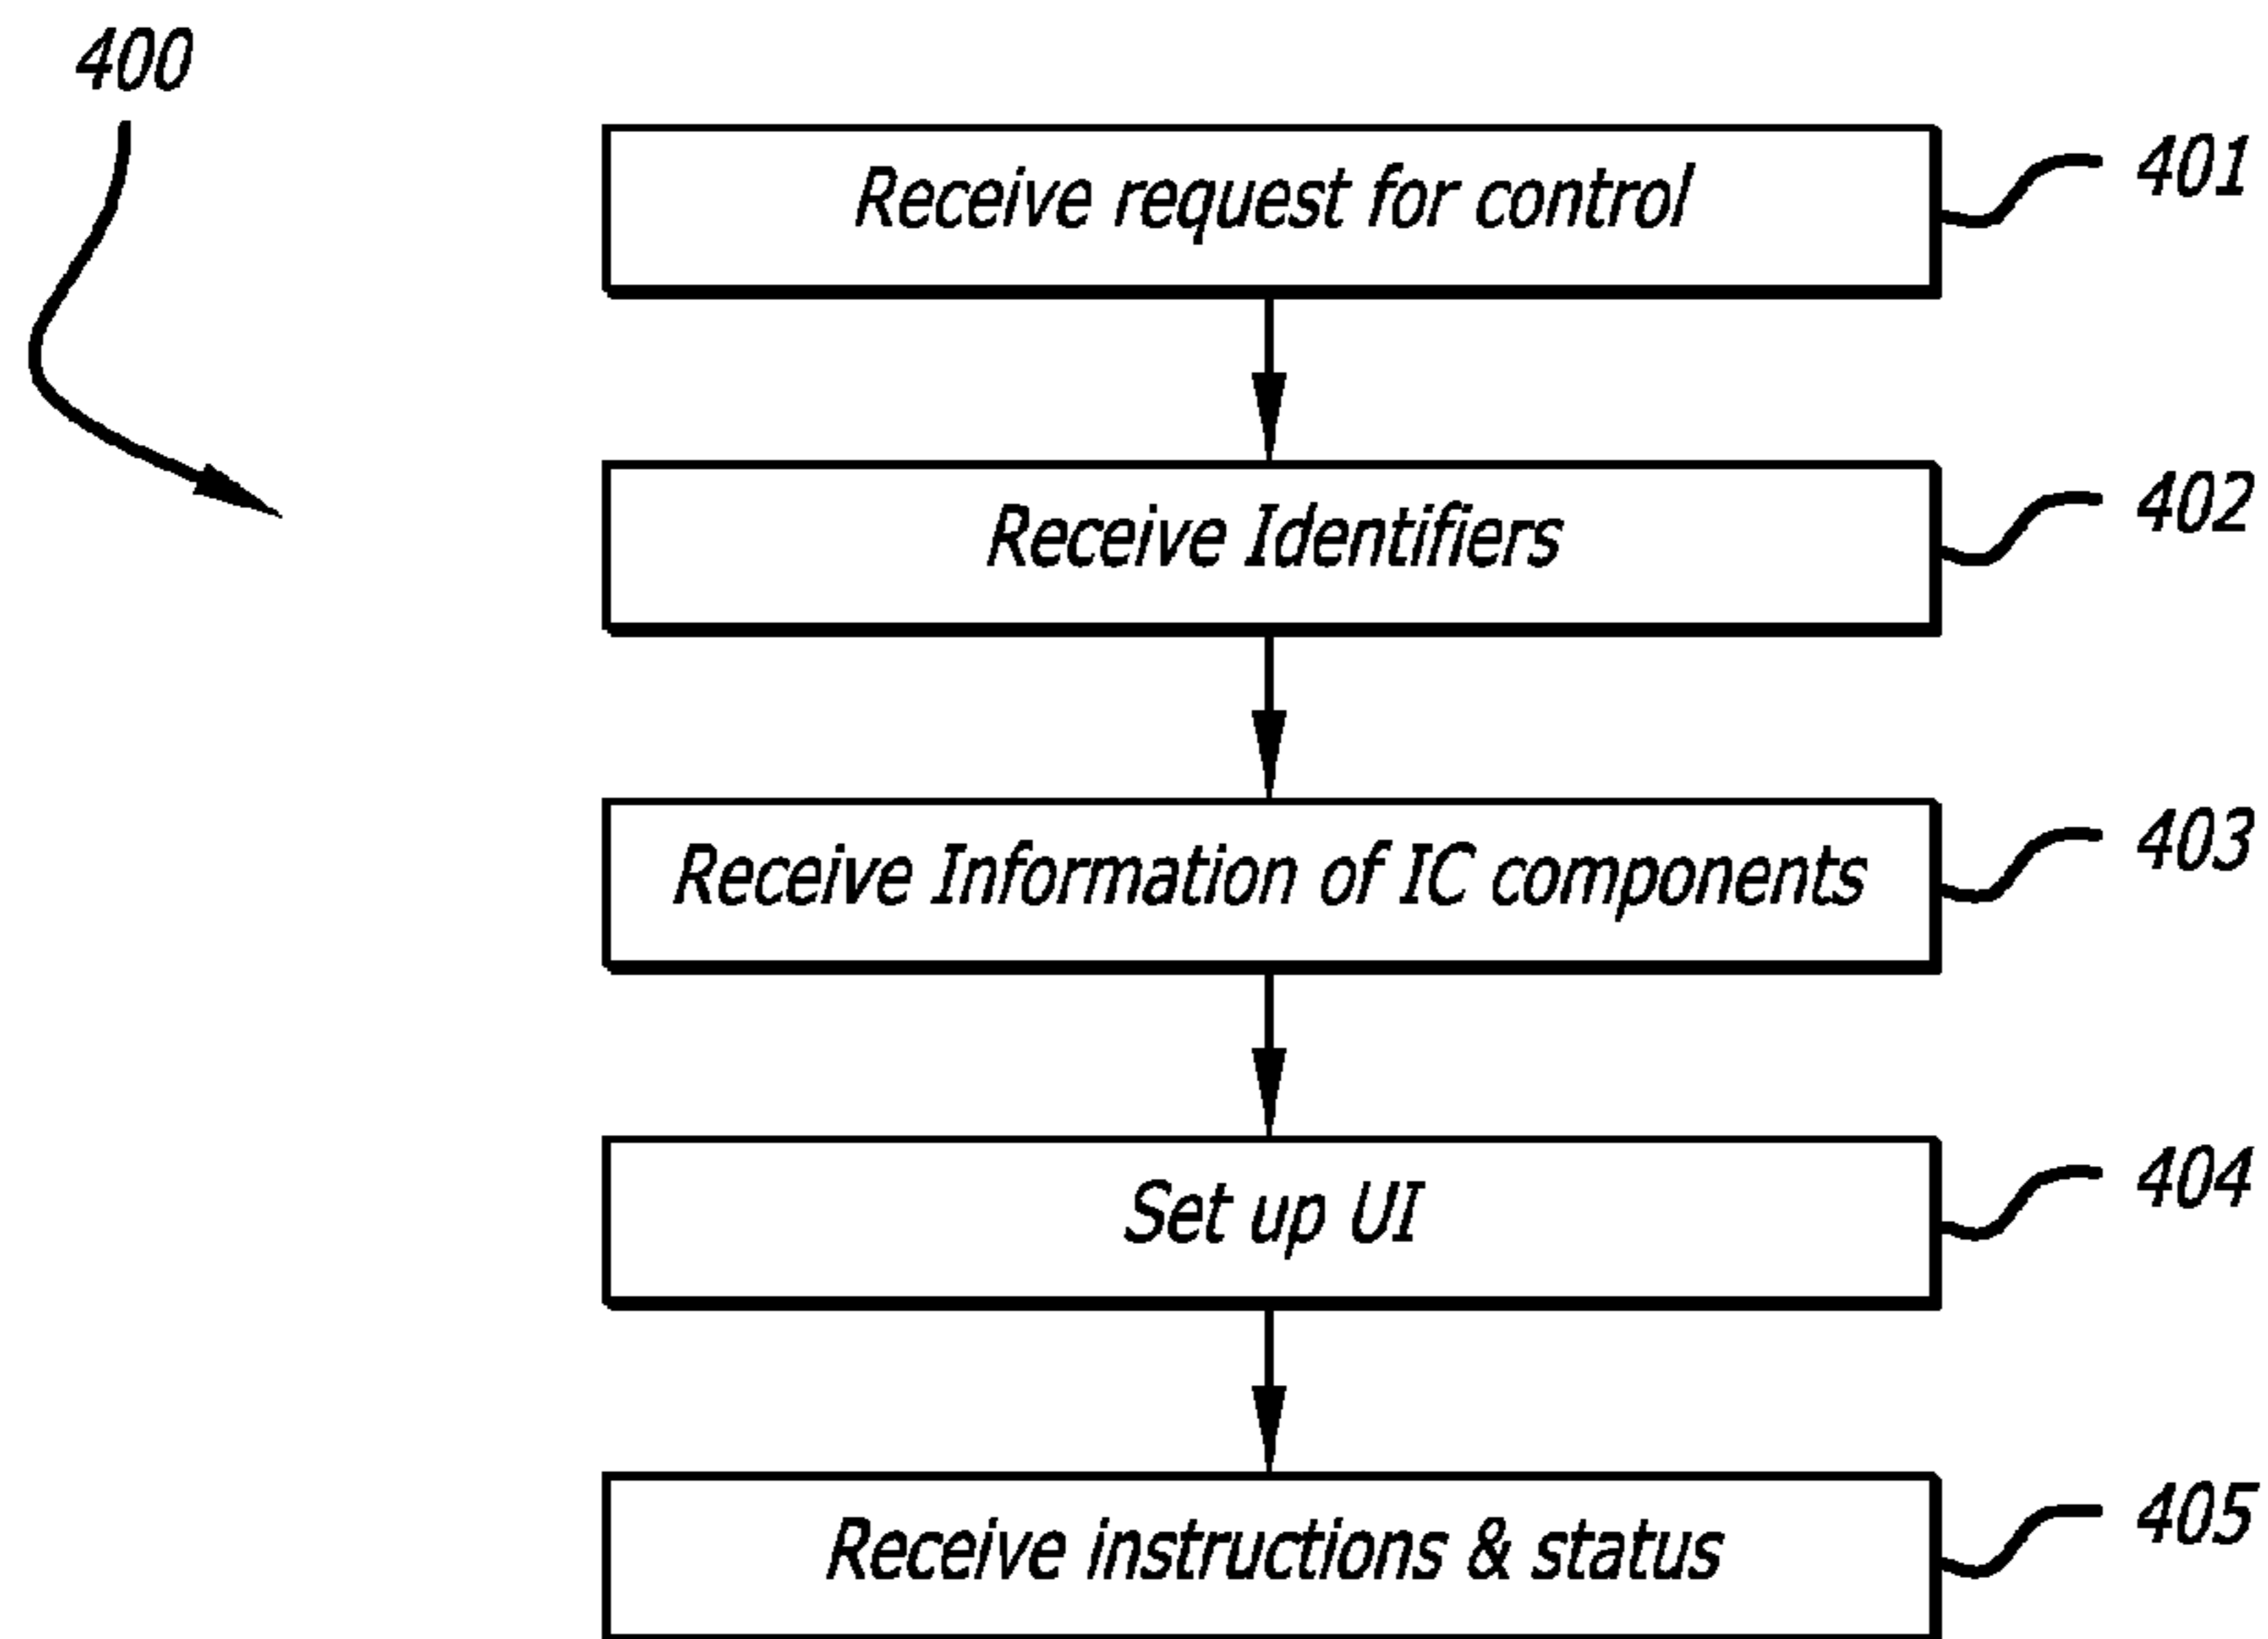 400
Receive request for control
401
Receive Identifiers
402
Receive Information of IC components
403
Set up UI
404
Receive instructions & status
405